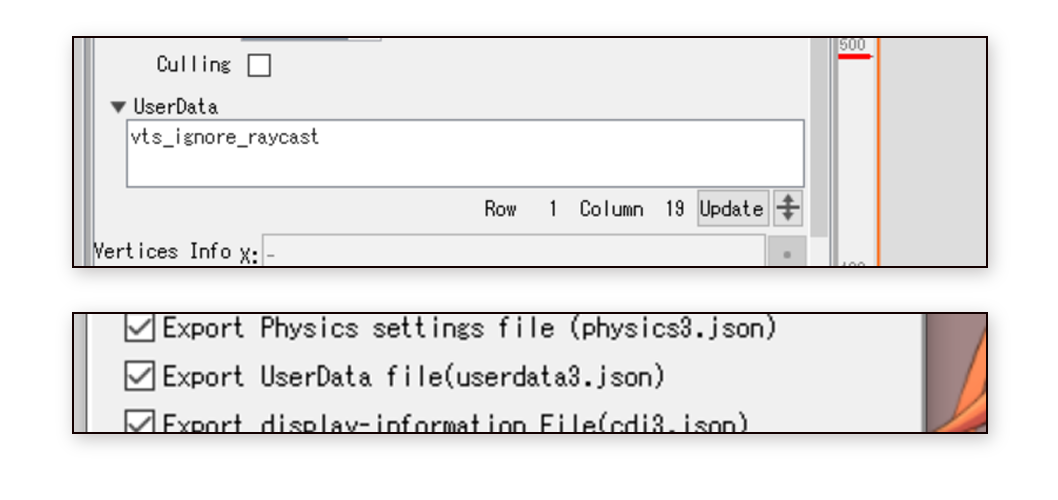 500
Culling
UserData
vts_ignore_raycast
Row 1 Column 19 Update
Vertices Info X: -
Export Physics settings file (physics3.json)
Export UserData file(userdata3.json)
Export display-information File(cdi3.json)